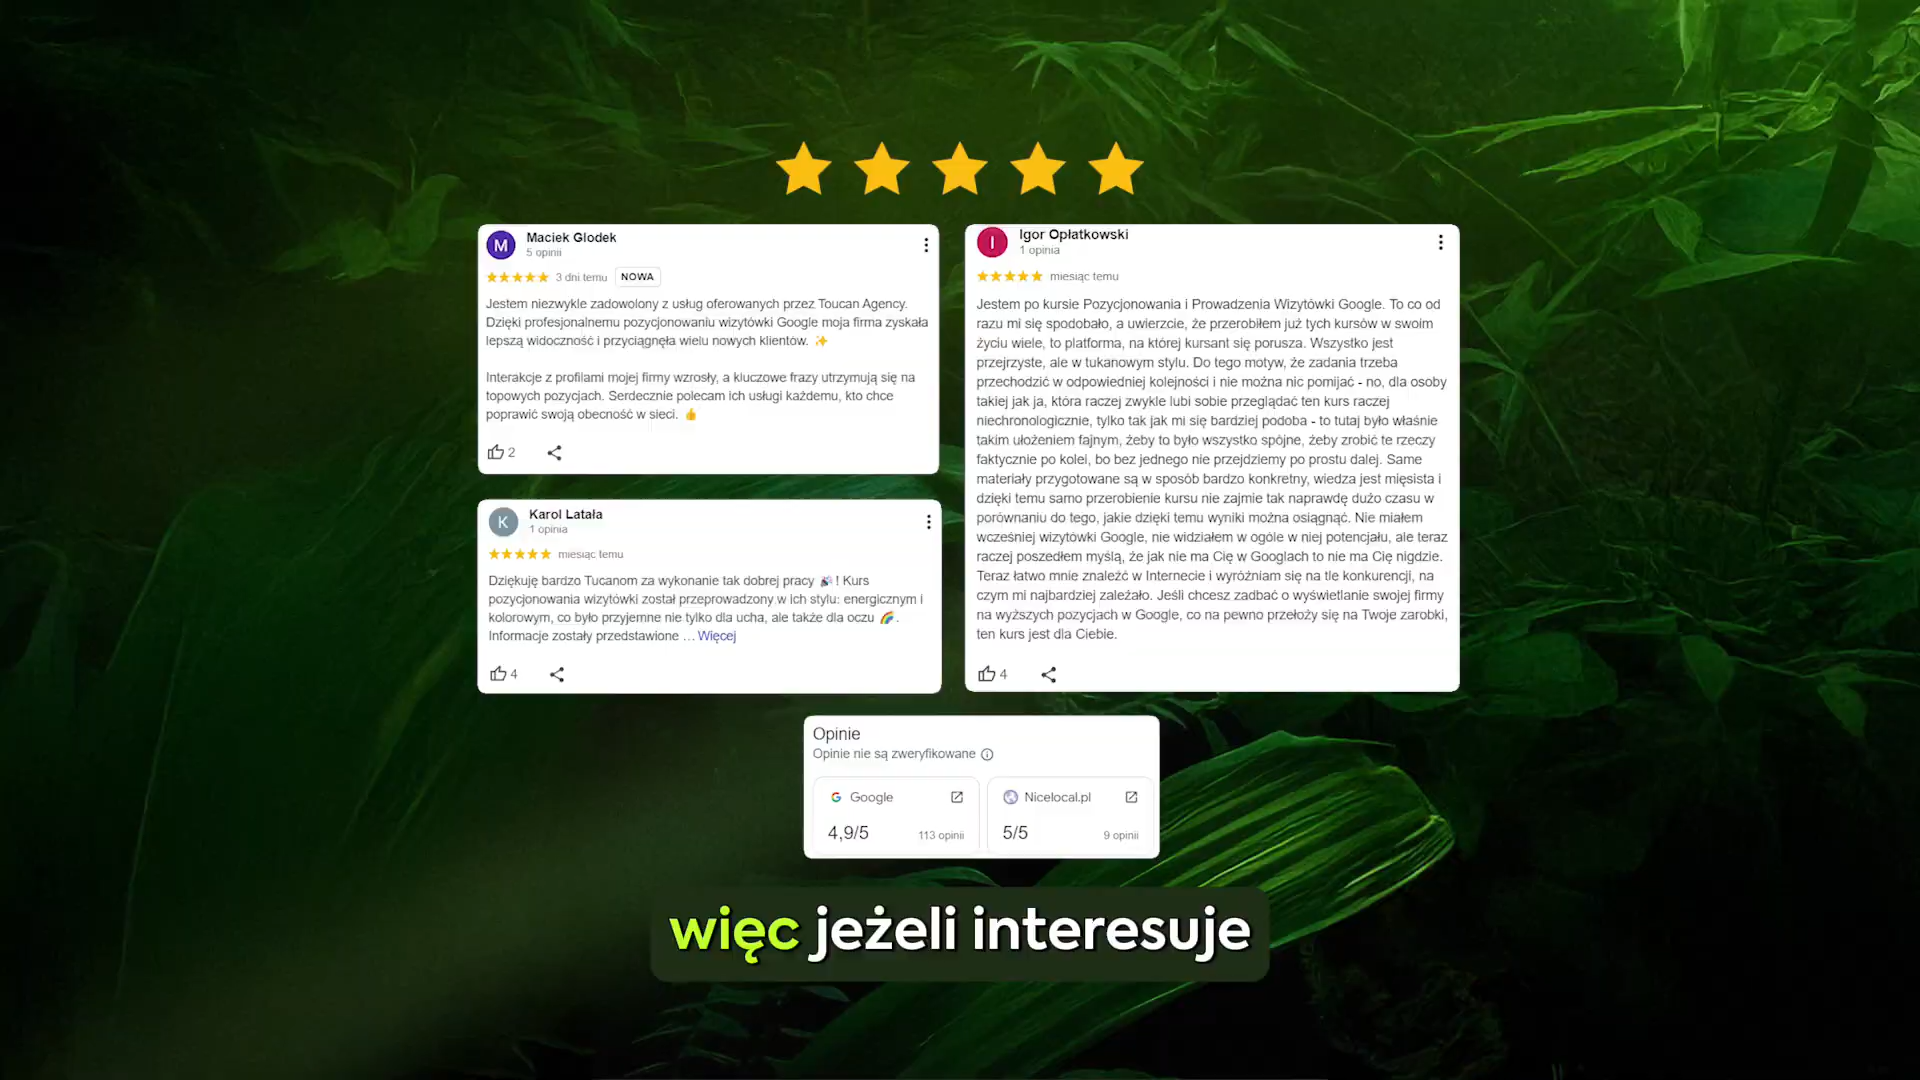 M
Maciek Glodek
5 opinii
3 dni temu NOWA
Jestem niezwykle zadowolony z usług oferowanych przez Toucan Agency.
Dzięki profesjonalnemu pozycjonowaniu wizytówki Google moja firma zyskała
lepszą widoczność i przyciągnęła wielu nowych klientów. ✨
Interakcje z profilami mojej firmy wzrosły, a kluczowe frazy utrzymują się na
topowych pozycjach. Serdecznie polecam ich usługi każdemu, kto chce
poprawić swoją obecność w sieci. 👍
2
K
Karol Latała
1 opinia
miesiąc temu
Dziękuję bardzo Tucanom za wykonanie tak dobrej pracy 🎉! Kurs
pozycjonowania wizytówki został przeprowadzony w ich stylu: energicznym i
kolorowym, co było przyjemne nie tylko dla ucha, ale także dla oczu 🌈.
Informacje zostały przedstawione … Więcej
4
I
Igor Opłatkowski
1 opinia
miesiąc temu
Jestem po kursie Pozycjonowania i Prowadzenia Wizytówki Google. To co od
razu mi się spodobało, a uwierzcie, że przerobiłem już tych kursów w swoim
życiu wiele, to platforma, na której kursant się porusza. Wszystko jest
przejrzyste, ale w tukanowym stylu. Do tego motyw, że zadania trzeba
przechodzić w odpowiedniej kolejności i nie można nic pomijać - no, dla osoby
takiej jak ja, która raczej zwykle lubi sobie przeglądać ten kurs raczej
niechronologicznie, tylko tak jak mi się bardziej podoba - to tutaj było właśnie
takim ułożeniem fajnym, żeby to było wszystko spójne, żeby zrobić te rzeczy
faktycznie po kolei, bo bez jednego nie przejdziemy po prostu dalej. Same
materiały przygotowane są w sposób bardzo konkretny, wiedza jest mięsista i
dzięki temu samo przerobienie kursu nie zajmie tak naprawdę dużo czasu w
porównaniu do tego, jakie dzięki temu wyniki można osiągnąć. Nie miałem
wcześniej wizytówki Google, nie widziałem w ogóle w niej potencjału, ale teraz
raczej poszedłem myślą, że jak nie ma Cię w Googlach to nie ma Cię nigdzie.
Teraz łatwo mnie znaleźć w Internecie i wyróżniam się na tle konkurencji, na
czym mi najbardziej zależało. Jeśli chcesz zadbać o wyświetlanie swojej firmy
na wyższych pozycjach w Google, co na pewno przełoży się na Twoje zarobki,
ten kurs jest dla Ciebie.
4
Opinie
Opinie nie są zweryfikowane
Google
4,9/5 113 opinii
Nicelocal.pl
5/5 9 opinii
więc jeżeli interesuje